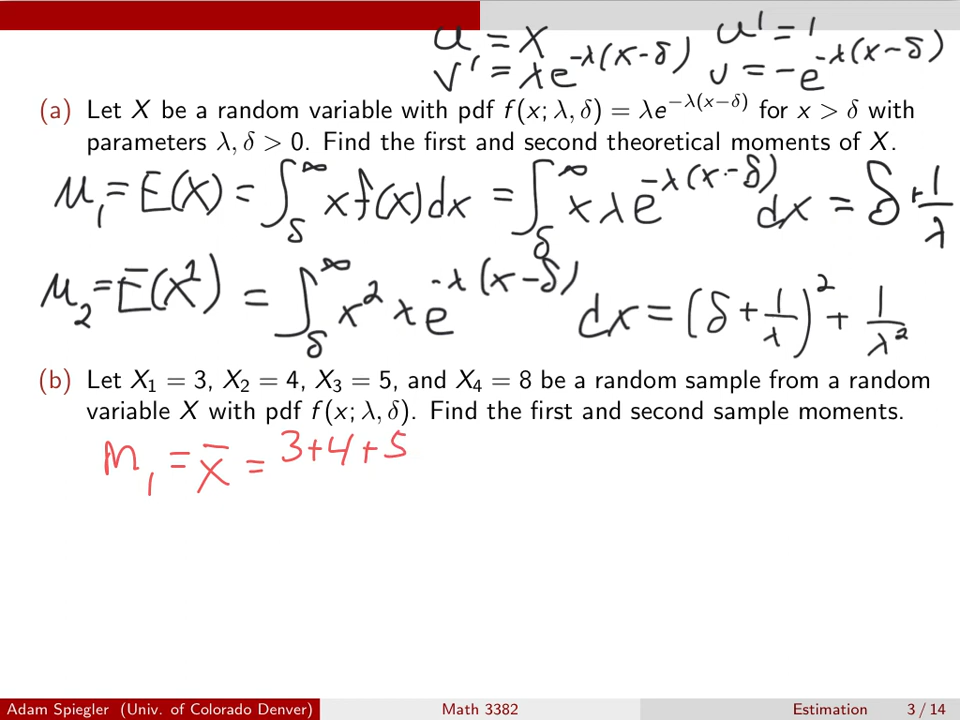 u = x u' = 1
v' = λe^{-λ(x-δ)} v = -e^{-λ(x-δ)}
(a) Let X be a random variable with pdf f(x; λ, δ) = λe^{−λ(x−δ)} for x > δ with
parameters λ, δ > 0. Find the first and second theoretical moments of X.
μ₁ = E(X) = ∫_δ^∞ x f(x) dx = ∫_δ^∞ x λ e^{-λ(x-δ)} dx = δ + 1/λ
μ₂ = E(X²) = ∫_δ^∞ x² λ e^{-λ(x-δ)} dx = (δ + 1/λ)² + 1/λ²
(b) Let X₁ = 3, X₂ = 4, X₃ = 5, and X₄ = 8 be a random sample from a random
variable X with pdf f(x; λ, δ). Find the first and second sample moments.
M₁ = X̄ = 3+4+5
Adam Spiegler (Univ. of Colorado Denver) Math 3382 Estimation 3 / 14